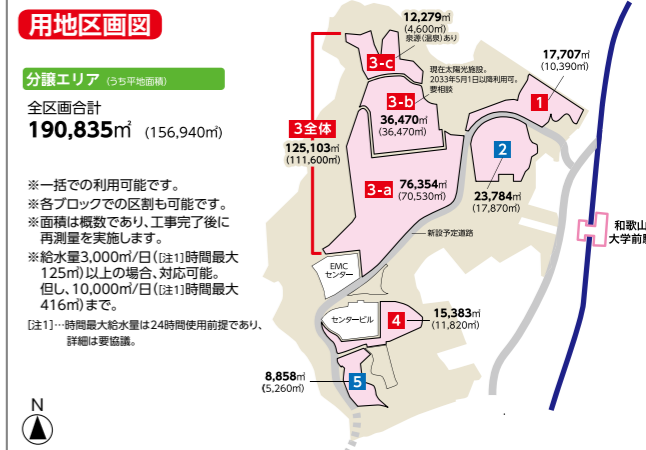 用地区画図
分譲エリア（うち平地面積）
全区画合計
190,835㎡ (156,940㎡)
※一括での利用可能です。
※各ブロックでの区割も可能です。
※面積は概数であり、工事完了後に
再測量を実施します。
※給水量3,000㎥/日([注1]時間最大
125㎥)以上の場合、対応可能。
但し、10,000㎥/日([注1]時間最大
416㎥)まで。
[注1]…時間最大給水量は24時間使用前提であり、
詳細は要協議。
N
12,279㎡
(4,600㎡)
泉源（温泉）あり
3-c
現在太陽光施設。
2033年5月1日以降利用可。
要相談
3-b
36,470㎡
(36,470㎡)
17,707㎡
(10,390㎡)
1
3全体
125,103㎡
(111,600㎡)
2
23,784㎡
(17,870㎡)
3-a
76,354㎡
(70,530㎡)
新設予定道路
和歌山
大学前駅
EMC
センター
センタービル
4
15,383㎡
(11,820㎡)
8,858㎡
(5,260㎡)
5